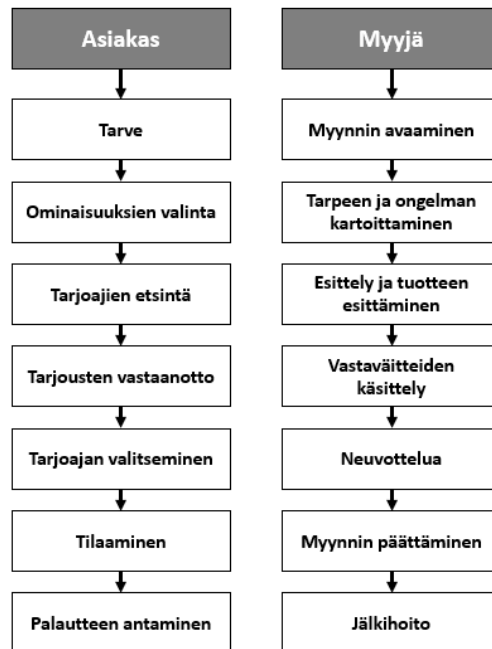 Asiakas
Tarve
Ominaisuuksien valinta
Tarjoajien etsintä
Tarjousten vastaanotto
Tarjoajan valitseminen
Tilaaminen
Palautteen antaminen
Myyjä
Myynnin avaaminen
Tarpeen ja ongelman
kartoittaminen
Esittely ja tuotteen
esittäminen
Vastaväitteiden
käsittely
Neuvottelua
Myynnin päättäminen
Jälkihoito